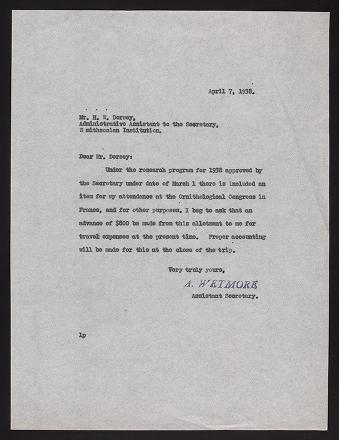 April 7, 1938.
Mr. H. W. Dorsey,
Administrative Assistant to the Secretary,
S mithsonian Institution.
Dear Mr. Dorsey:
Under the research program for 1938 approved by
the Secretary under date of March 1 there is included an
item for my attendance at the Ornithological Congress in
France, and for other purposes. I beg to ask that an
advance of $800 be made from this allotment to me for
travel expenses at the present time. Proper accounting
will be made for this at the close of the trip.
Very truly yours,
A. WETMORE
Assistant Secretary.
lp